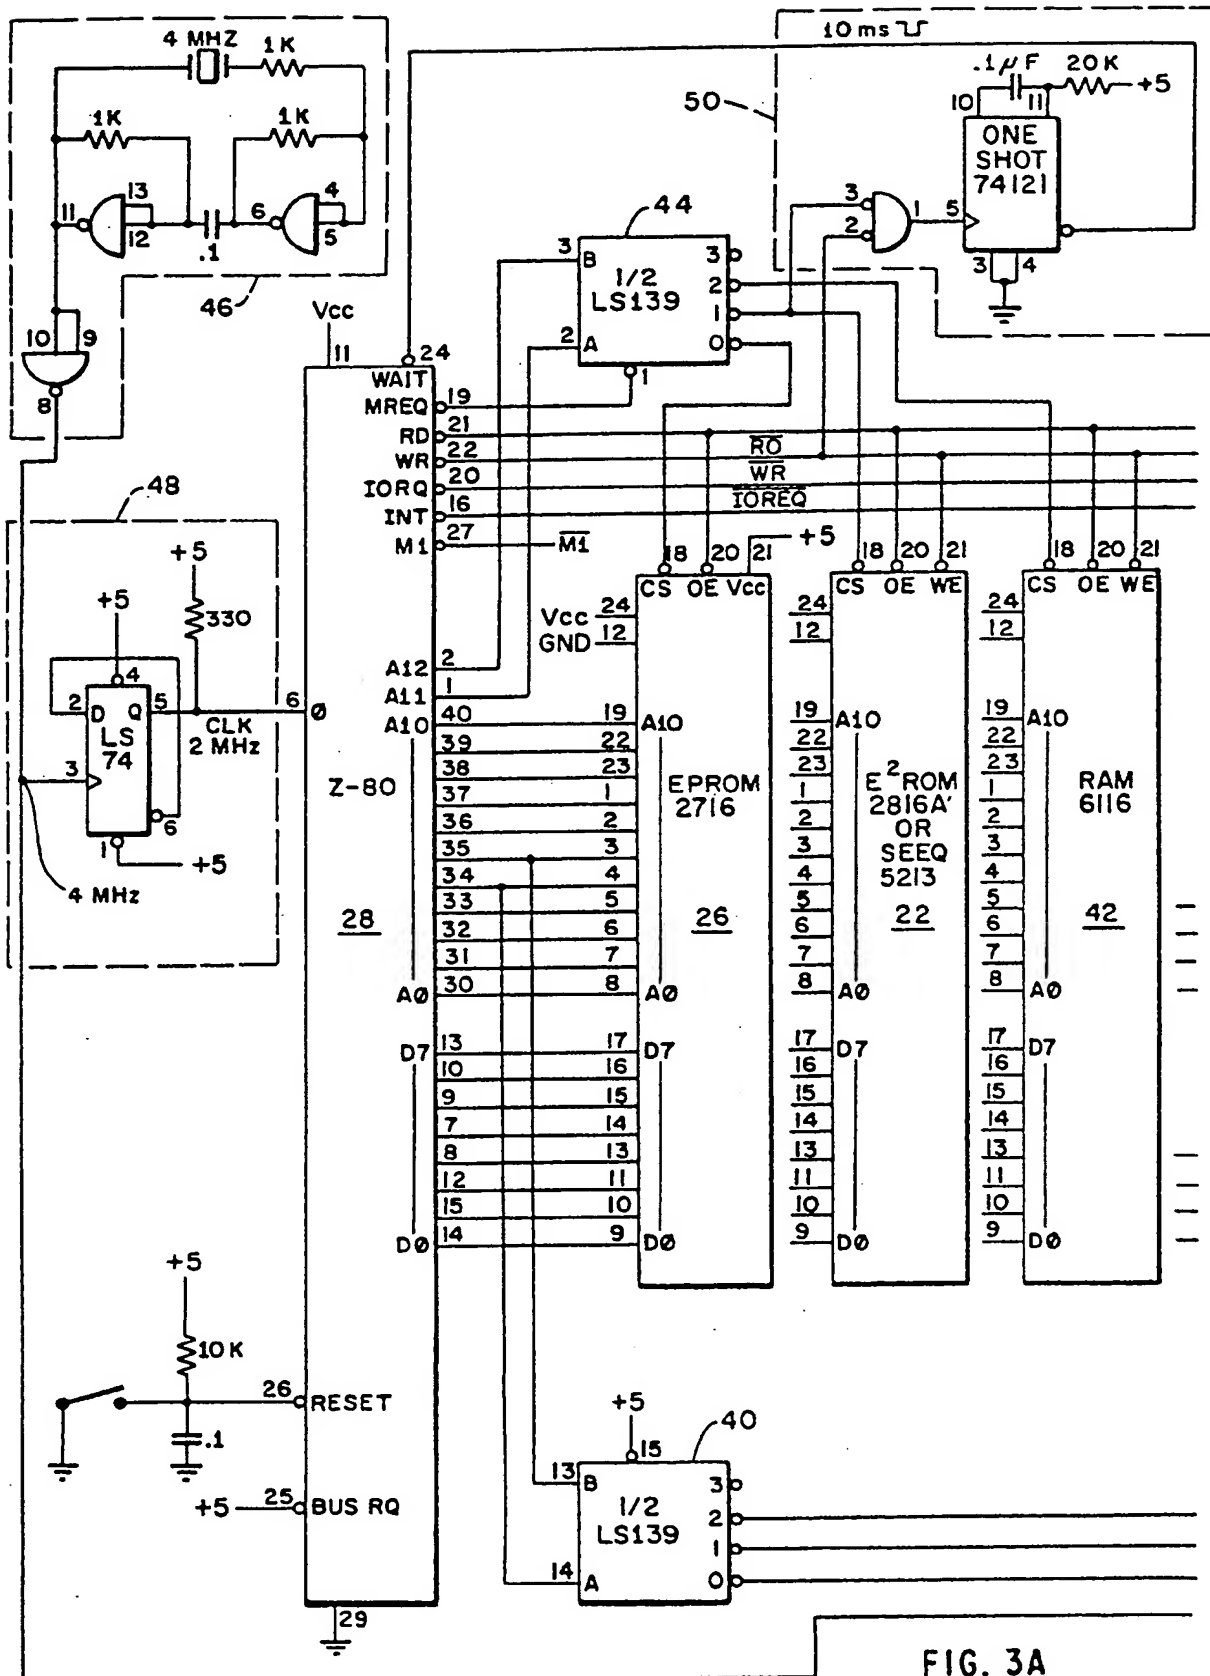 4 MHZ 1K
1K 1K
11 13 12 6 4 5
.1
46
10 9
8
10 ms
50
.1 µF 20K
+5
10 11
ONE
SHOT
74121
3
2
1
5
3 4
44
3 B
1/2
LS139
2 A
3
2
1
0
1
Vcc
11
24
WAIT
MREQ 19
RD 21
WR 22
IORQ 20
INT 16
M1 27 M̅1̅
R̅O̅
W̅R̅
I̅O̅R̅E̅Q̅
48
+5
+5
330
4
2 D Q 5
LS
74
3
6
1
+5
CLK
2 MHz
4 MHz
6 Ø
A12 2
A11 1
A10 40
39
38
37
36
35
34
33
32
31
A0 30
Z-80
28
D7 13
10
9
7
8
12
15
D0 14
18 20 21 +5
CS OE Vcc
Vcc 24
GND 12
19 A10
22
23
1
2
3
4
5
6
7
8 A0
EPROM
2716
26
17 D7
16
15
14
13
11
10
9 D0
18 20 21
CS OE WE
24
12
19 A10
22
23
1
2
3
4
5
6
7
8 A0
E²ROM
2816A'
OR
SEEQ
5213
22
17 D7
16
15
14
13
11
10
9 D0
18 20 21
CS OE WE
24
12
19 A10
22
23
1
2
3
4
5
6
7
8 A0
RAM
6116
42
17 D7
16
15
14
13
11
10
9 D0
+5
10K
26 RESET
.1
+5 25 BUS RQ
29
+5
15
40
13 B
1/2
LS139
14 A
3
2
1
0
FIG. 3A